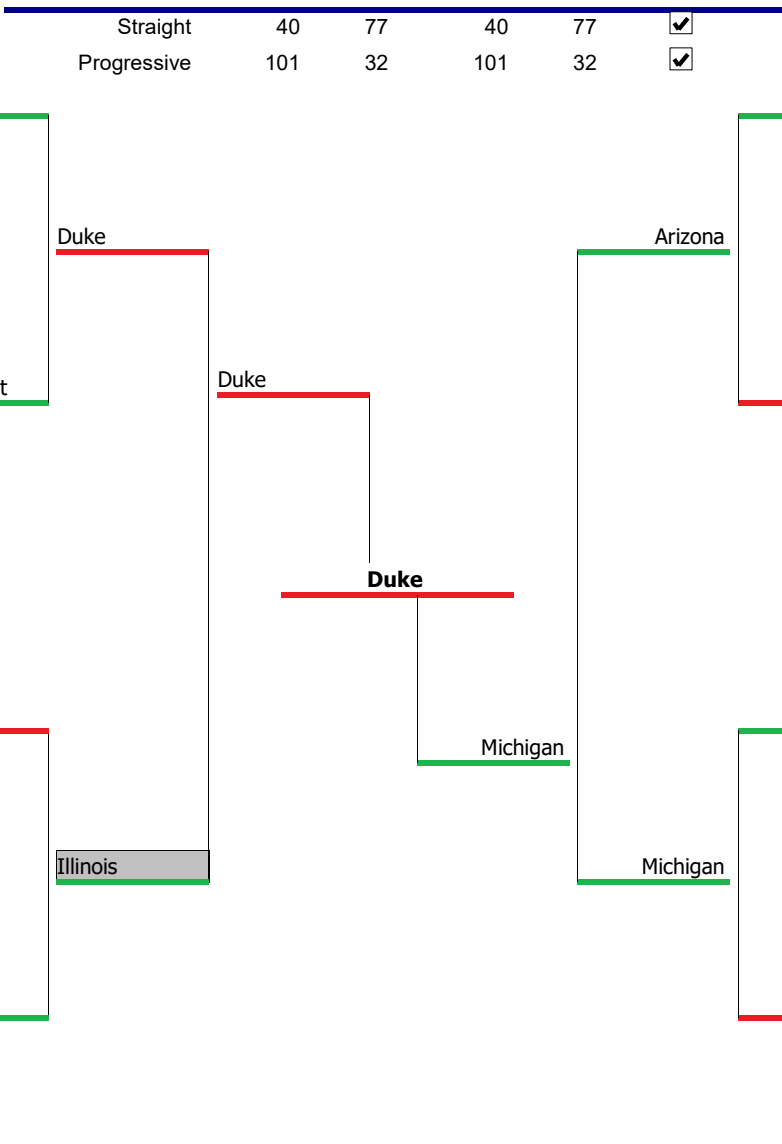 Straight 40 77 40 77
Progressive 101 32 101 32
Duke Arizona
Duke
t
Duke
Michigan
Illinois Michigan